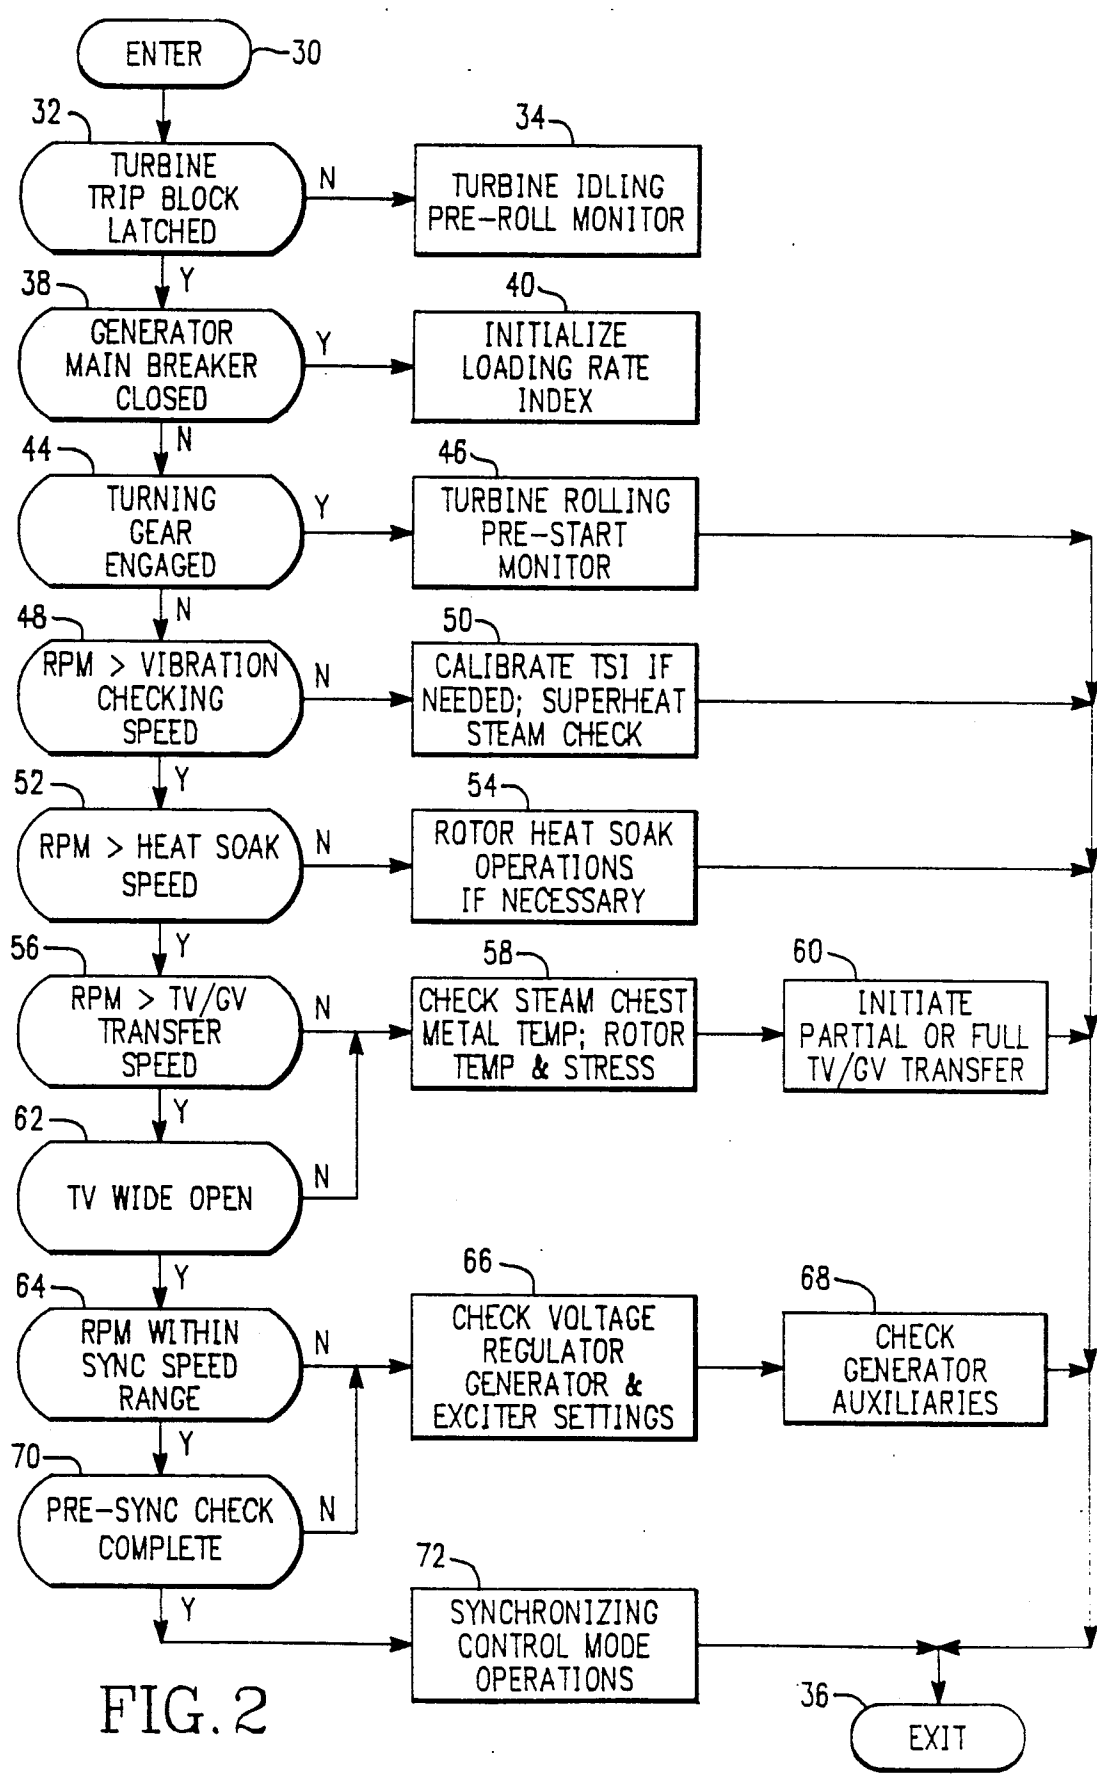 ENTER
30
32
TURBINE
TRIP BLOCK
LATCHED
N
Y
34
TURBINE IDLING
PRE-ROLL MONITOR
38
GENERATOR
MAIN BREAKER
CLOSED
Y
N
40
INITIALIZE
LOADING RATE
INDEX
44
TURNING
GEAR
ENGAGED
Y
N
46
TURBINE ROLLING
PRE-START
MONITOR
48
RPM > VIBRATION
CHECKING
SPEED
N
Y
50
CALIBRATE TSI IF
NEEDED; SUPERHEAT
STEAM CHECK
52
RPM > HEAT SOAK
SPEED
N
Y
54
ROTOR HEAT SOAK
OPERATIONS
IF NECESSARY
56
RPM > TV/GV
TRANSFER
SPEED
N
Y
58
CHECK STEAM CHEST
METAL TEMP; ROTOR
TEMP & STRESS
60
INITIATE
PARTIAL OR FULL
TV/GV TRANSFER
62
TV WIDE OPEN
N
Y
64
RPM WITHIN
SYNC SPEED
RANGE
N
Y
66
CHECK VOLTAGE
REGULATOR
GENERATOR &
EXCITER SETTINGS
68
CHECK
GENERATOR
AUXILIARIES
70
PRE-SYNC CHECK
COMPLETE
N
Y
72
SYNCHRONIZING
CONTROL MODE
OPERATIONS
36
EXIT
FIG. 2